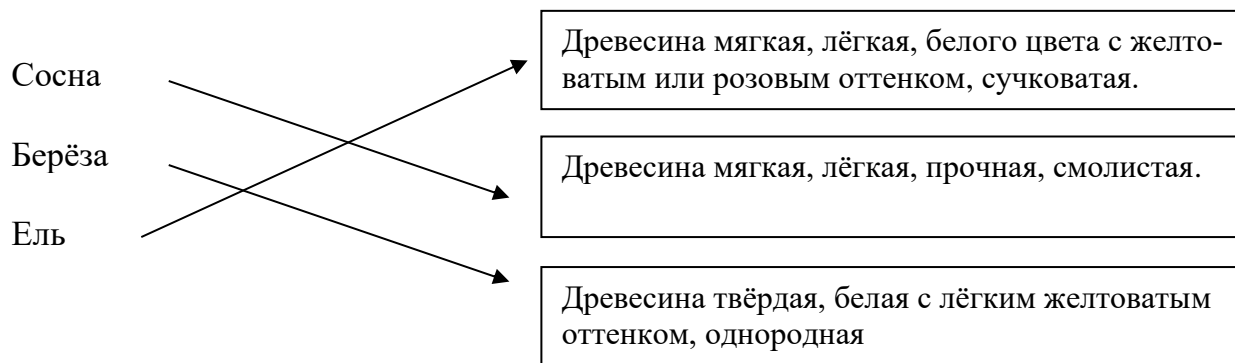 Сосна
Берёза
Ель
Древесина мягкая, лёгкая, белого цвета с желто-
ватым или розовым оттенком, сучковатая.
Древесина мягкая, лёгкая, прочная, смолистая.
Древесина твёрдая, белая с лёгким желтоватым
оттенком, однородная